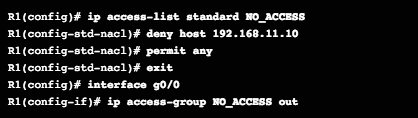 R1(config)# ip access-list standard NO_ACCESS
R1(config-std-nacl)# deny host 192.168.11.10
R1(config-std-nacl)# permit any
R1(config-std-nacl)# exit
R1(config)# interface g0/0
R1(config-if)# ip access-group NO_ACCESS out